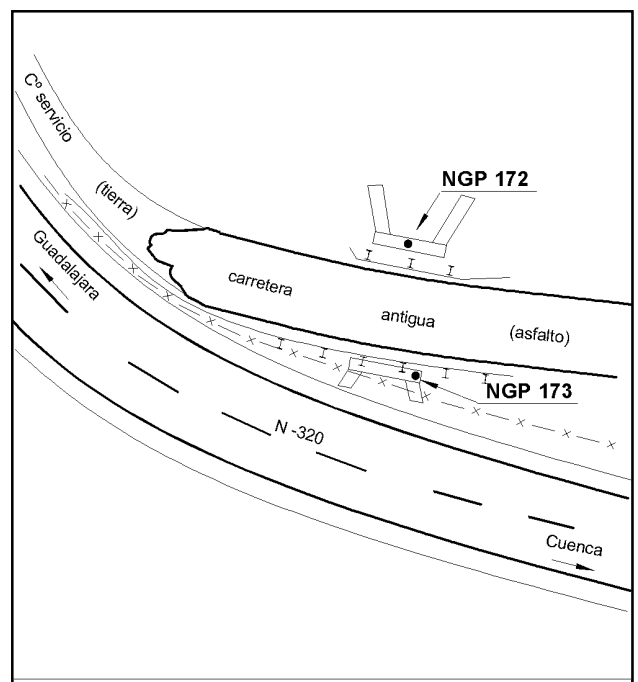 Cº servicio
(tierra)
NGP 172
Guadalajara
carretera antigua (asfalto)
NGP 173
N -320
Cuenca